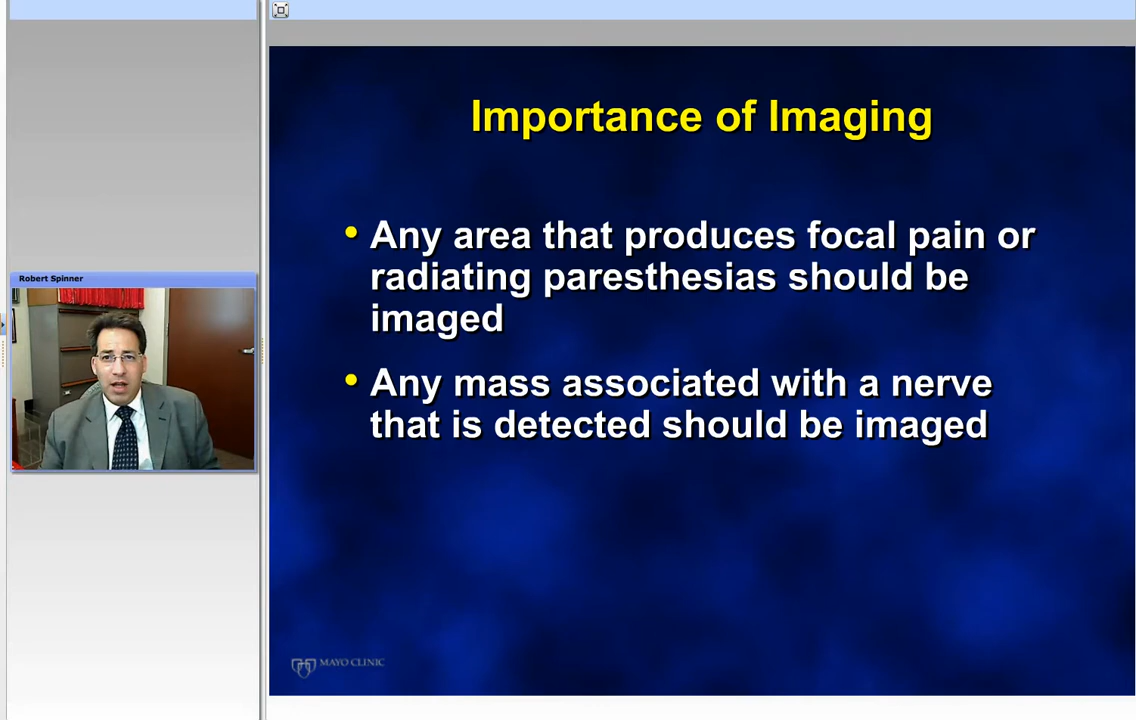 Importance of Imaging
• Any area that produces focal pain or
radiating paresthesias should be
imaged
• Any mass associated with a nerve
that is detected should be imaged
Robert Spinner
MAYO CLINIC